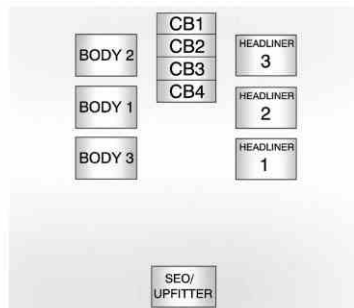 CB1
CB2
CB3
CB4
BODY 2
BODY 1
BODY 3
HEADLINER
3
HEADLINER
2
HEADLINER
1
SEO/
UPFITTER